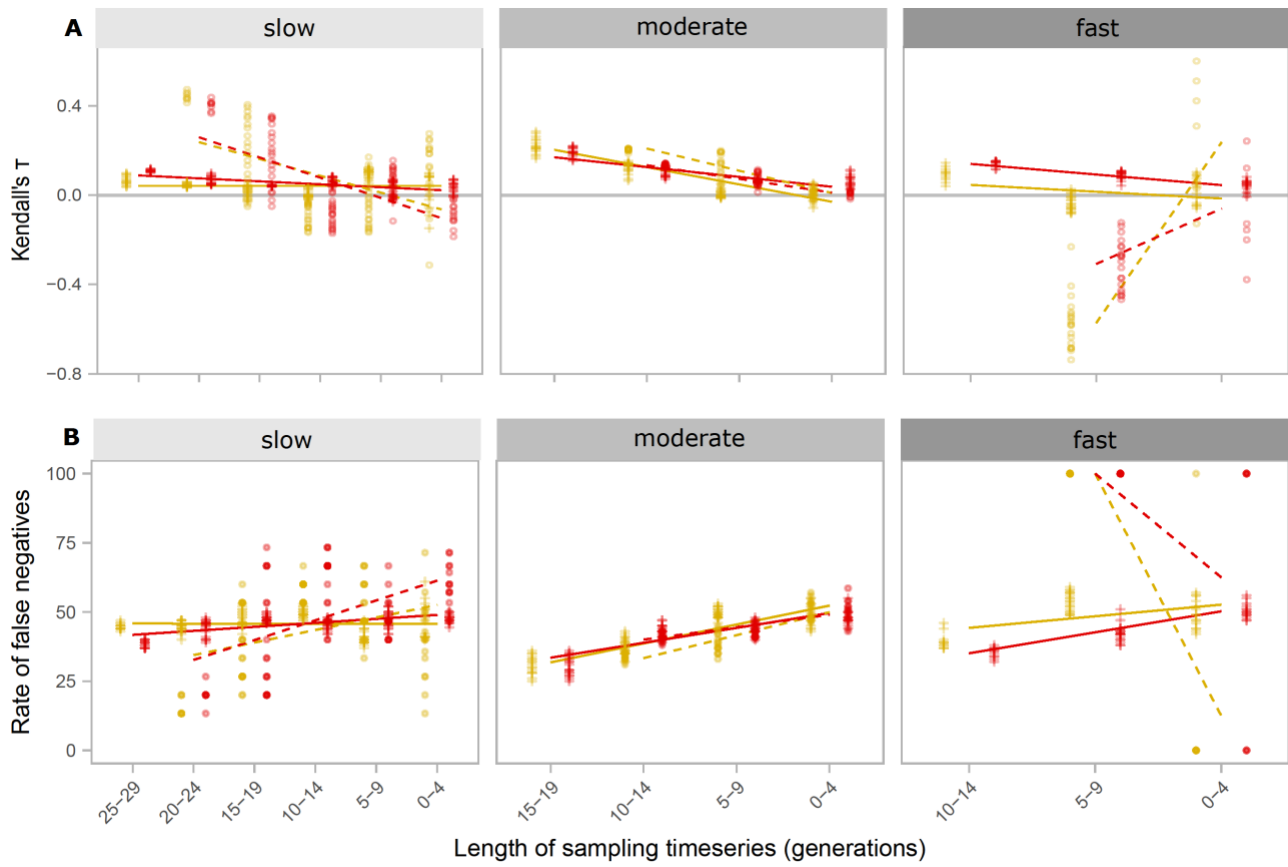 A
slow
moderate
fast
Kendall's τ
0.4
0.0
−0.4
−0.8
B
slow
moderate
fast
Rate of false negatives
100
75
50
25
0
25−29
20−24
15−19
10−14
5−9
0−4
15−19
10−14
5−9
0−4
10−14
5−9
0−4
Length of sampling timeseries (generations)